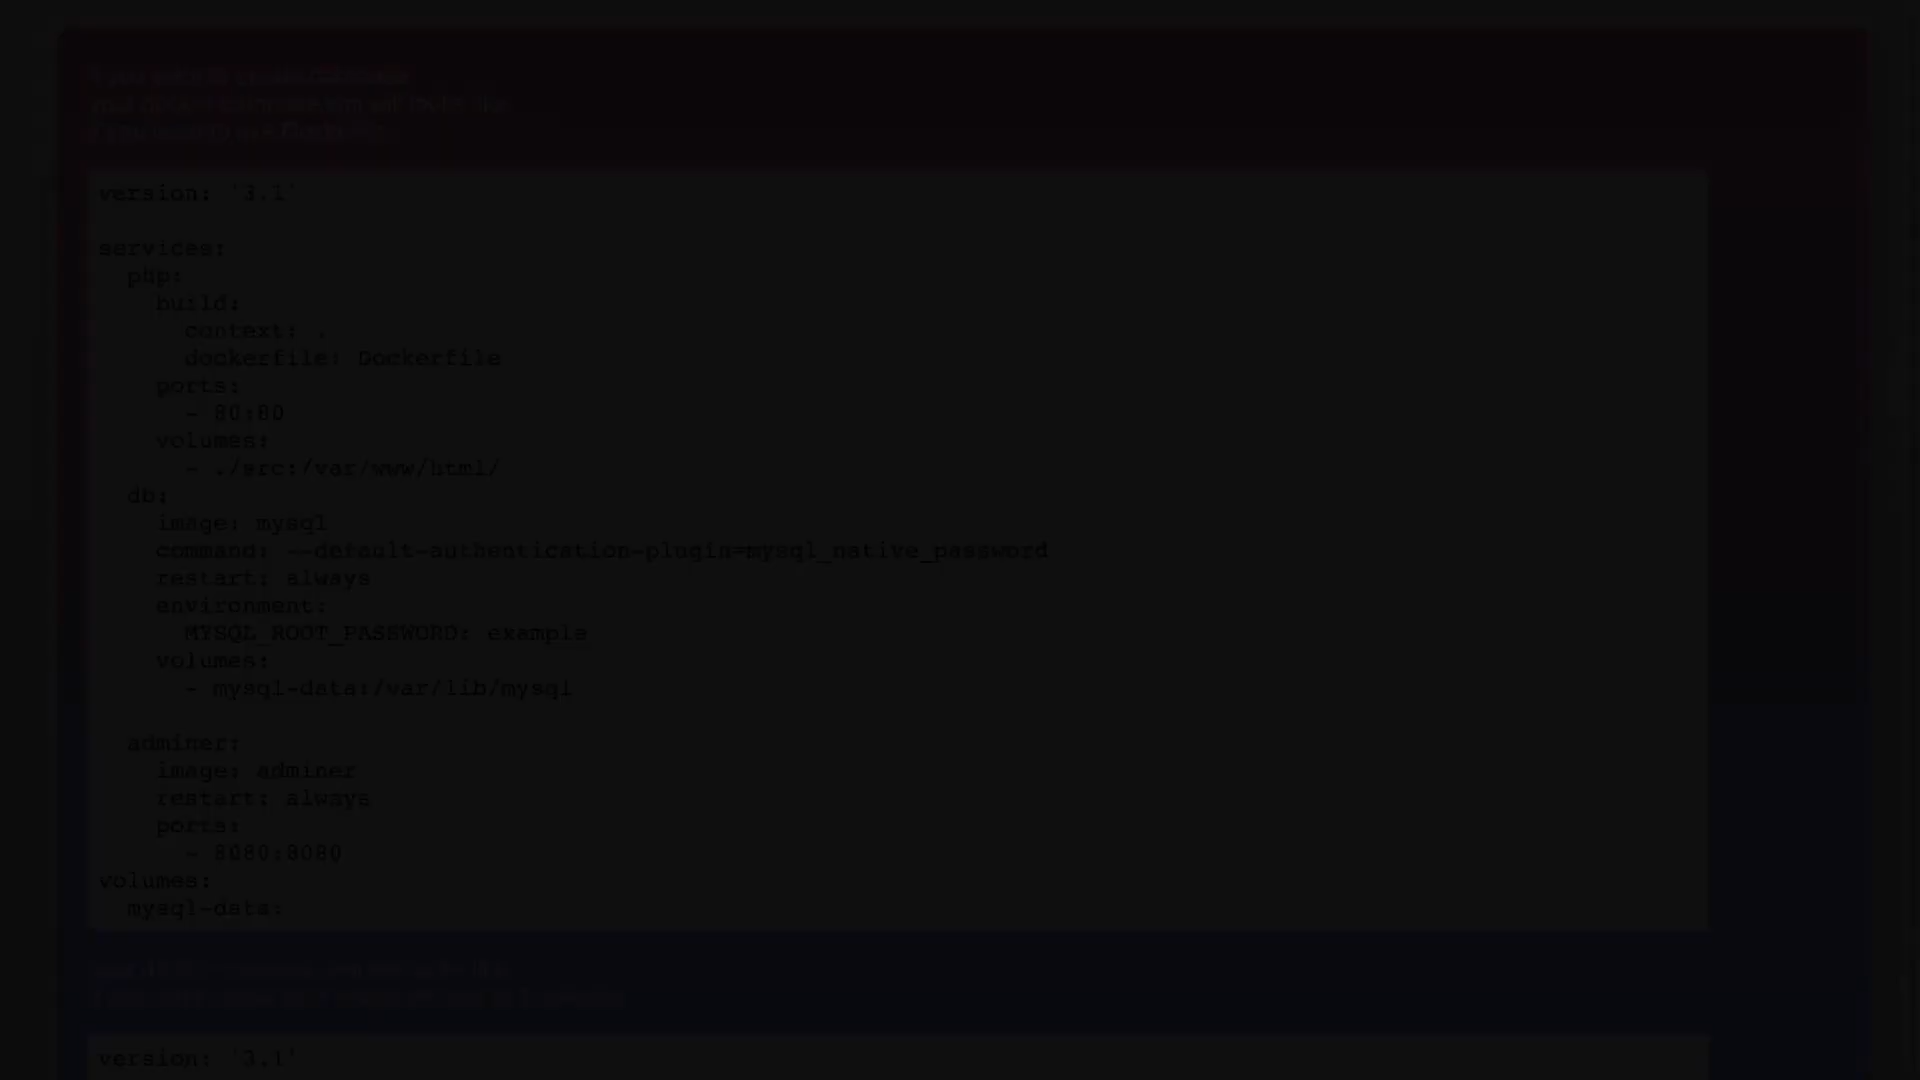 version: '3.1'
services:
php:
build:
context: .
dockerfile: Dockerfile
ports:
- 80:80
volumes:
- ./src:/var/www/html/
db:
image: mysql
command: --default-authentication-plugin=mysql_native_password
restart: always
environment:
MYSQL_ROOT_PASSWORD: example
volumes:
- mysql-data:/var/lib/mysql
adminer:
image: adminer
restart: always
ports:
- 8080:8080
volumes:
mysql-data:
version: '3.1'